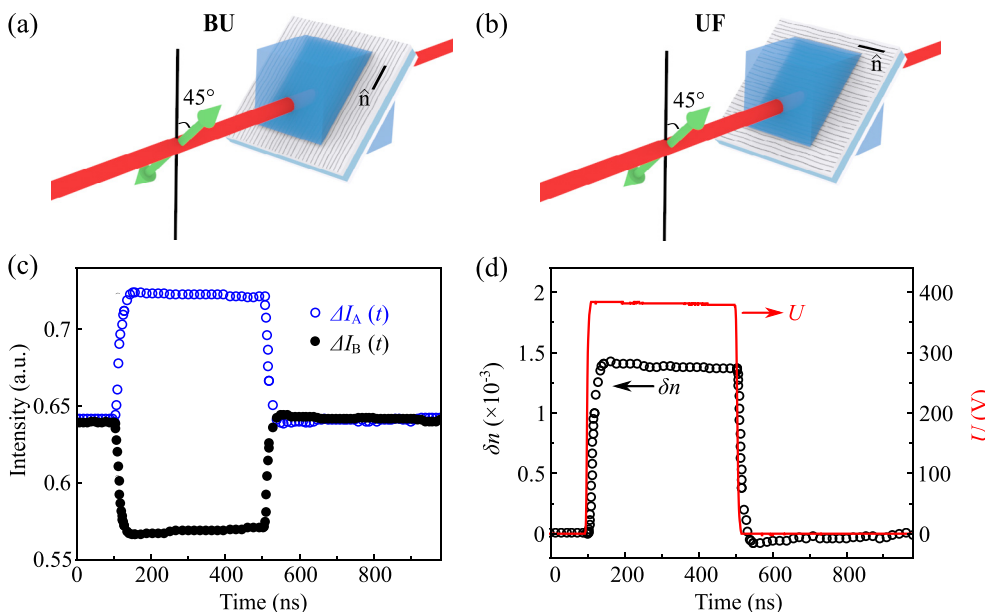 (a)
BU
45°
n̂
(b)
UF
45°
n̂
(c)
Intensity (a.u.)
0.7
0.65
0.6
0.55
ΔI_A (t)
ΔI_B (t)
0
200
400
600
800
Time (ns)
(d)
δn (×10⁻³)
2
1.5
1
0.5
0
U
δn
400
300
200
100
0
U (V)
0
200
400
600
800
Time (ns)